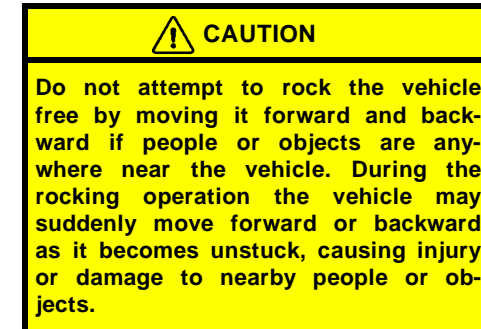 CAUTION
Do not attempt to rock the vehicle
free by moving it forward and back-
ward if people or objects are any-
where near the vehicle. During the
rocking operation the vehicle may
suddenly move forward or backward
as it becomes unstuck, causing injury
or damage to nearby people or ob-
jects.